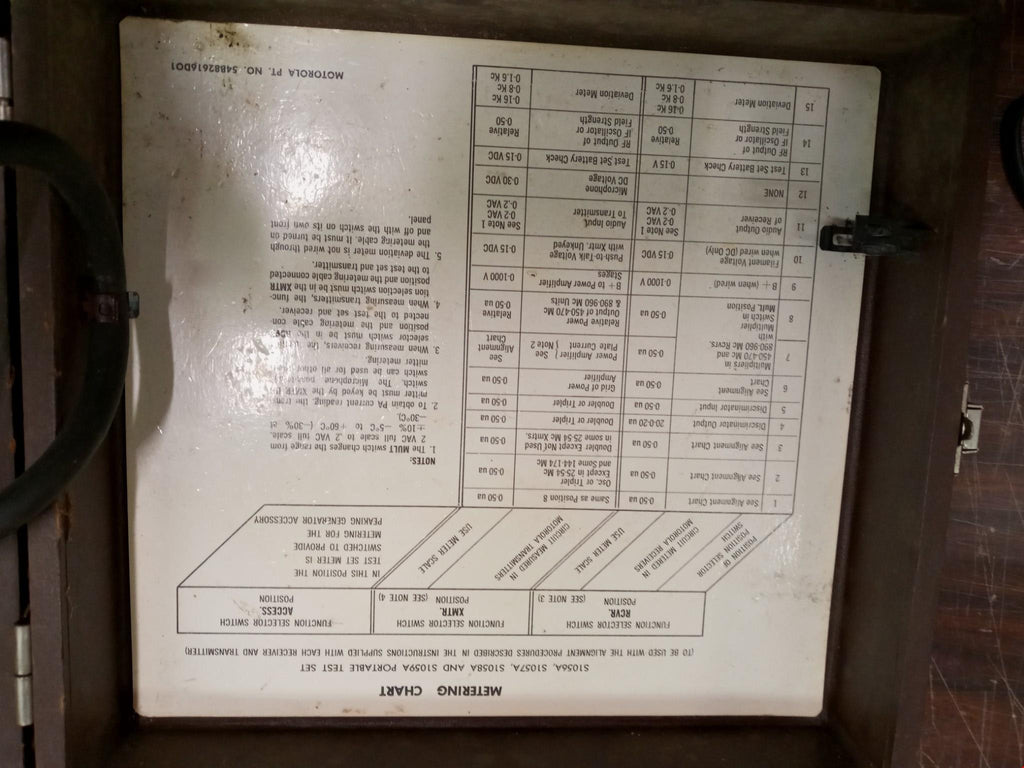 METERING CHART
S1056A, S1057A, S1058A AND S1059A PORTABLE TEST SET
(TO BE USED WITH THE ALIGNMENT PROCEDURES DESCRIBED IN THE INSTRUCTIONS SUPPLIED WITH EACH RECEIVER AND TRANSMITTER)
FUNCTION SELECTOR SWITCH
RCVR.
POSITION (SEE NOTE 3)
FUNCTION SELECTOR SWITCH
XMTR.
POSITION (SEE NOTE 4)
FUNCTION SELECTOR SWITCH
ACCESS.
POSITION
POSITION OF SELECTOR
SWITCH
CIRCUIT METERED IN
MOTOROLA RECEIVERS
USE METER SCALE
CIRCUIT MEASURED IN
MOTOROLA TRANSMITTERS
USE METER SCALE
IN THIS POSITION THE
TEST SET METER IS
SWITCHED TO PROVIDE
METERING FOR THE
PEAKING GENERATOR ACCESSORY
1 See Alignment Chart 0-50 ua Same as Position 8 0-50 ua
2 See Alignment Chart 0-50 ua Osc. or Tripler
Except in 25-54 Mc
and Some 144-174 Mc 0-50 ua
3 See Alignment Chart 0-50 ua Doubler Except Not Used
in some 25-54 Mc. Xmtrs. 0-50 ua
4 Discriminator Output 20-0-20 ua Doubler or Tripler 0-50 ua
5 Discriminator Input 0-50 ua Doubler or Tripler 0-50 ua
6 See Alignment
Chart 0-50 ua Grid of Power
Amplifier 0-50 ua
7 Multipliers in
450-470 Mc and
890-960 Mc Rcvrs. 0-50 ua Power Amplifier } See
Plate Current } Note 2 See
Alignment
Chart
8 with
Multiplier
Switch in
Mult. Position 0-50 ua Relative Power
Output of 450-470 Mc
& 890-960 Mc Units Relative
0-50 ua
9 B+ (when wired) 0-1000 V B+ to Power Amplifier
Stages 0-1000 V
10 Filament Voltage
when wired (DC Only) 0-15 VDC Push-to-Talk Voltage
with Xmtr. Unkeyed 0-15 VDC
11 Audio Output
of Receiver See Note 1
0-2 VAC
0-.2 VAC Audio Input
To Transmitter See Note 1
0-2 VAC
0-.2 VAC
12 NONE Microphone
DC Voltage 0-30 VDC
13 Test Set Battery Check 0-15 V Test Set Battery Check 0-15 VDC
14 RF Output of
IF Oscillator or
Field Strength Relative
0-50 RF Output of
IF Oscillator or
Field Strength Relative
0-50
15 Deviation Meter 0-16 Kc
0-8 Kc
0-1.6 Kc Deviation Meter 0-16 Kc
0-8 Kc
0-1.6 Kc
NOTES:
1. The MULT switch changes the range from
2 VAC full scale to .2 VAC full scale,
±10% -5°C to +60°C (-30% at
-30°C).
2. To obtain PA current reading, the trans-
mitter must be keyed by the XMTR
switch. The Microphone
switch can be used for all other
mitter metering.
3. When measuring receivers, the
selector switch must be in the RCVR
position and the metering cable con-
nected to the test set and receiver.
4. When measuring transmitters, the func-
tion selection switch must be in the XMTR
position and the metering cable connected
to the test set and transmitter.
5. The deviation meter is not wired through
the metering cable. It must be turned on
and off with the switch on its own front
panel.
MOTOROLA PT. NO. 54B82616D01